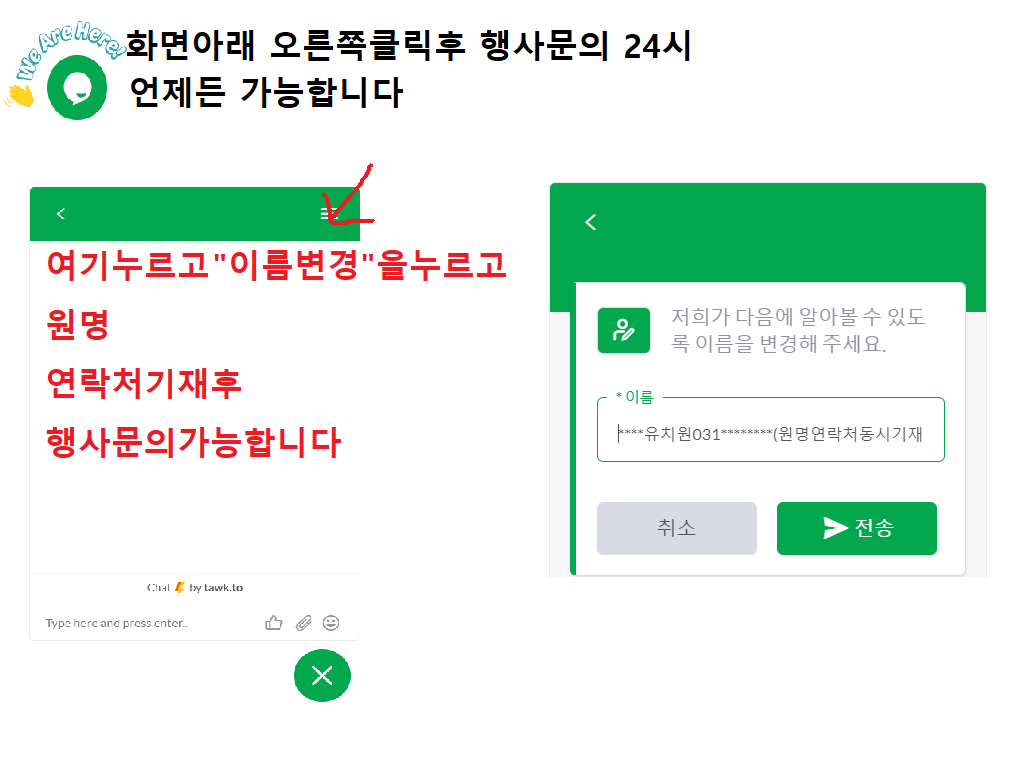 We Are Here!
화면아래 오른쪽클릭후 행사문의 24시
언제든 가능합니다
여기누르고"이름변경"을누르고
원명
연락처기재후
행사문의가능합니다
Chat by tawk.to
Type here and press enter..
저희가 다음에 알아볼 수 있도
록 이름을 변경해 주세요.
* 이름
****유치원031********(원명연락처동시기재
취소
전송